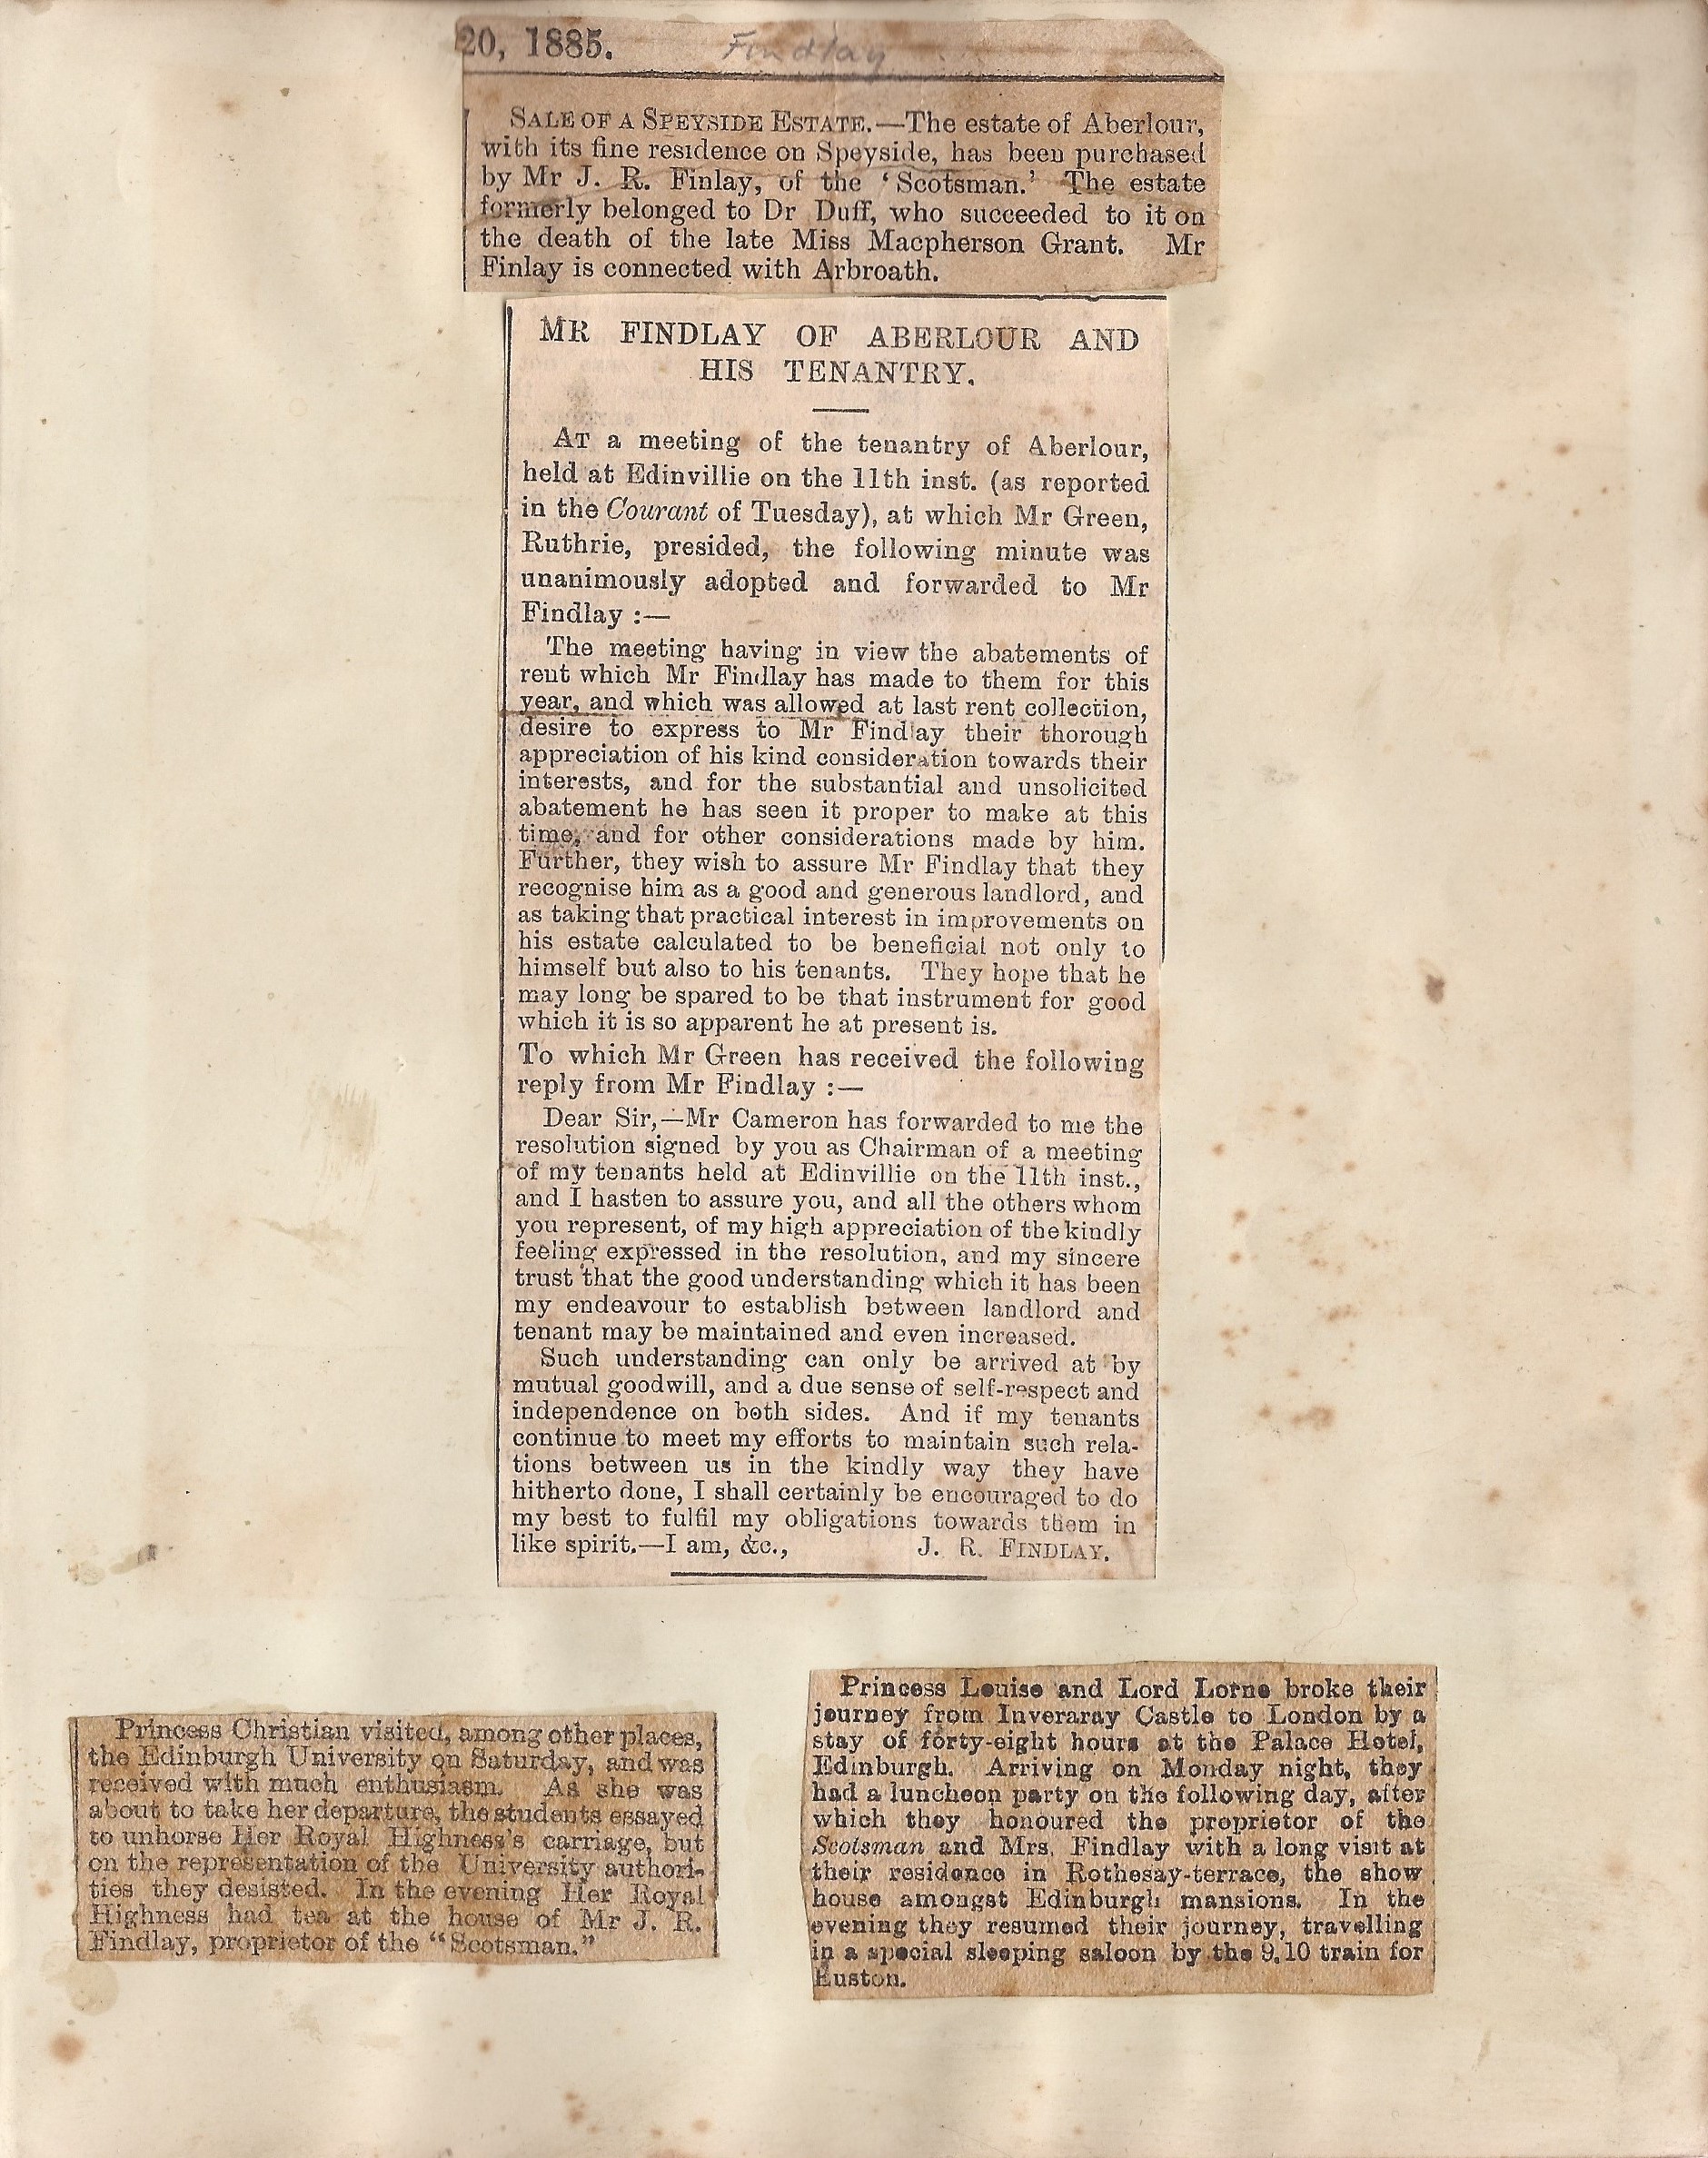 20, 1885.
Findlay
SALE OF A SPEYSIDE ESTATE.—The estate of Aberlour,
with its fine residence on Speyside, has been purchased
by Mr J. R. Finlay, of the ‘Scotsman.’ The estate
formerly belonged to Dr Duff, who succeeded to it on
the death of the late Miss Macpherson Grant. Mr
Finlay is connected with Arbroath.
MR FINDLAY OF ABERLOUR AND
HIS TENANTRY.
AT a meeting of the tenantry of Aberlour,
held at Edinvillie on the 11th inst. (as reported
in the Courant of Tuesday), at which Mr Green,
Ruthrie, presided, the following minute was
unanimously adopted and forwarded to Mr
Findlay :—
The meeting having in view the abatements of
rent which Mr Findlay has made to them for this
year, and which was allowed at last rent collection,
desire to express to Mr Findlay their thorough
appreciation of his kind consideration towards their
interests, and for the substantial and unsolicited
abatement he has seen it proper to make at this
time, and for other considerations made by him.
Further, they wish to assure Mr Findlay that they
recognise him as a good and generous landlord, and
as taking that practical interest in improvements on
his estate calculated to be beneficial not only to
himself but also to his tenants. They hope that he
may long be spared to be that instrument for good
which it is so apparent he at present is.
To which Mr Green has received the following
reply from Mr Findlay :—
Dear Sir,—Mr Cameron has forwarded to me the
resolution signed by you as Chairman of a meeting
of my tenants held at Edinvillie on the 11th inst.,
and I hasten to assure you, and all the others whom
you represent, of my high appreciation of the kindly
feeling expressed in the resolution, and my sincere
trust that the good understanding which it has been
my endeavour to establish between landlord and
tenant may be maintained and even increased.
Such understanding can only be arrived at by
mutual goodwill, and a due sense of self-respect and
independence on both sides. And if my tenants
continue to meet my efforts to maintain such rela-
tions between us in the kindly way they have
hitherto done, I shall certainly be encouraged to do
my best to fulfil my obligations towards them in
like spirit.—I am, &c., J. R. FINDLAY.
Princess Christian visited, among other places,
the Edinburgh University on Saturday, and was
received with much enthusiasm. As she was
about to take her departure, the students essayed
to unhorse Her Royal Highness's carriage, but
on the representation of the University authori-
ties they desisted. In the evening Her Royal
Highness had tea at the house of Mr J. R.
Findlay, proprietor of the "Scotsman."
Princess Louise and Lord Lorne broke their
journey from Inveraray Castle to London by a
stay of forty-eight hours at the Palace Hotel,
Edinburgh. Arriving on Monday night, they
had a luncheon party on the following day, after
which they honoured the proprietor of the
Scotsman and Mrs. Findlay with a long visit at
their residence in Rothesay-terrace, the show
house amongst Edinburgh mansions. In the
evening they resumed their journey, travelling
in a special sleeping saloon by the 9.10 train for
Euston.